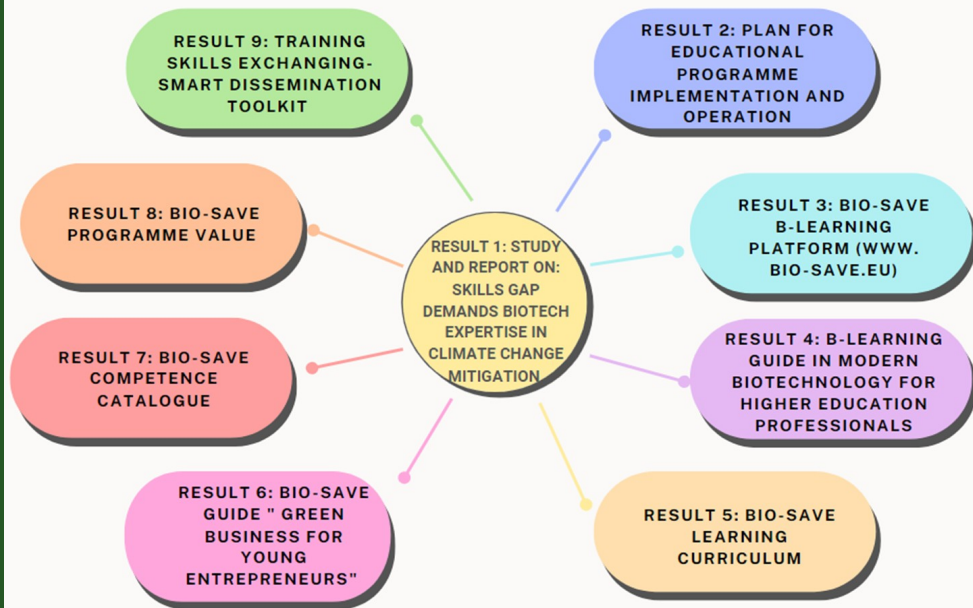 RESULT 1: STUDY
AND REPORT ON:
SKILLS GAP
DEMANDS BIOTECH
EXPERTISE IN
CLIMATE CHANGE
MITIGATION
RESULT 2: PLAN FOR
EDUCATIONAL
PROGRAMME
IMPLEMENTATION AND
OPERATION
RESULT 3: BIO-SAVE
B-LEARNING
PLATFORM (WWW.
BIO-SAVE.EU)
RESULT 4: B-LEARNING
GUIDE IN MODERN
BIOTECHNOLOGY FOR
HIGHER EDUCATION
PROFESSIONALS
RESULT 5: BIO-SAVE
LEARNING
CURRICULUM
RESULT 6: BIO-SAVE
GUIDE " GREEN
BUSINESS FOR
YOUNG
ENTREPRENEURS"
RESULT 7: BIO-SAVE
COMPETENCE
CATALOGUE
RESULT 8: BIO-SAVE
PROGRAMME VALUE
RESULT 9: TRAINING
SKILLS EXCHANGING-
SMART DISSEMINATION
TOOLKIT